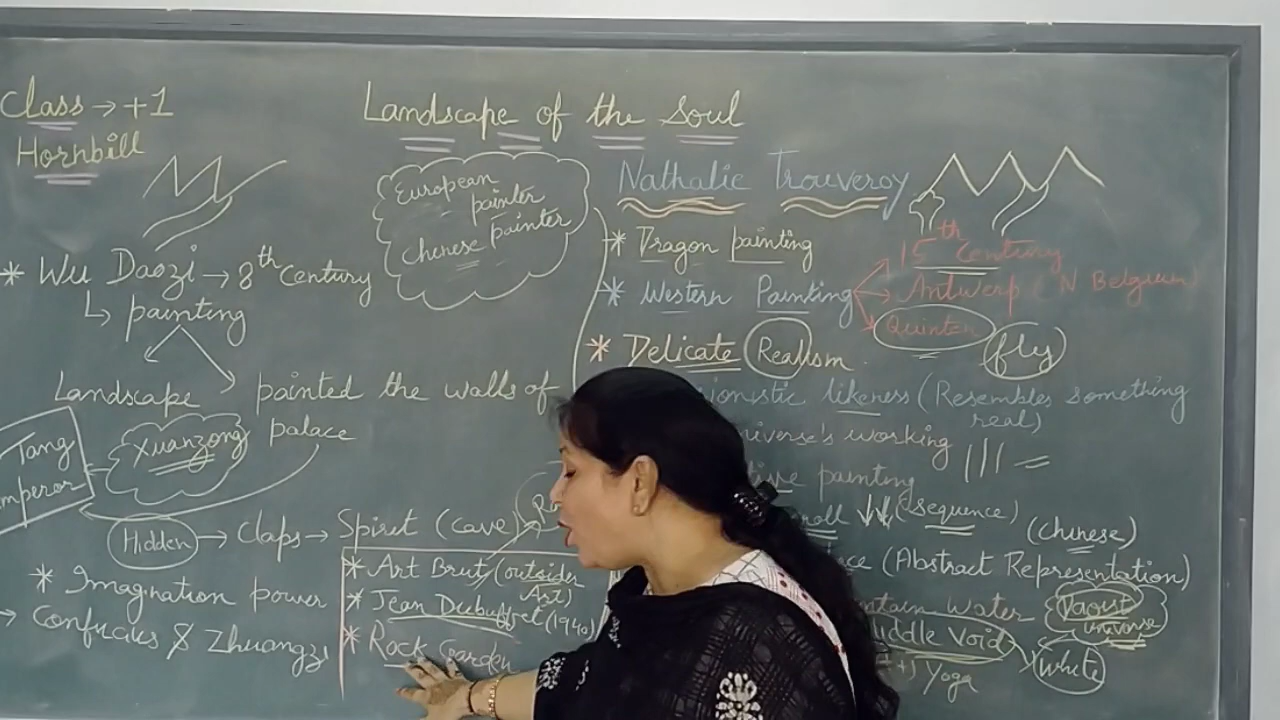 Class → +1
Hornbill
Landscape of the Soul
European painter
chenese painter
Nathalie Trouveroy
* Wu Daozi → 8th Century
↳ painting
Landscape
painted the walls of
palace
Tang
emperor
Xuanzong
Hidden → Claps → Spiret (cave)
* Imagination power
→ Confucius & Zhuangzi
* Art Brut (outsider
Art)
* Jean Dubuffet (1940)
* Rock Garden
* Dragon painting
* Western Painting
→ 15th Century
→ Antwerp (N Belgium)
→ Quinten
fly
* Delicate Realism
likeness (Resembles something
real)
universe's working
painting
(sequence)
(Chinese)
(Abstract Representation)
Water
Daoist
universe
Middle Void
White
Yoga